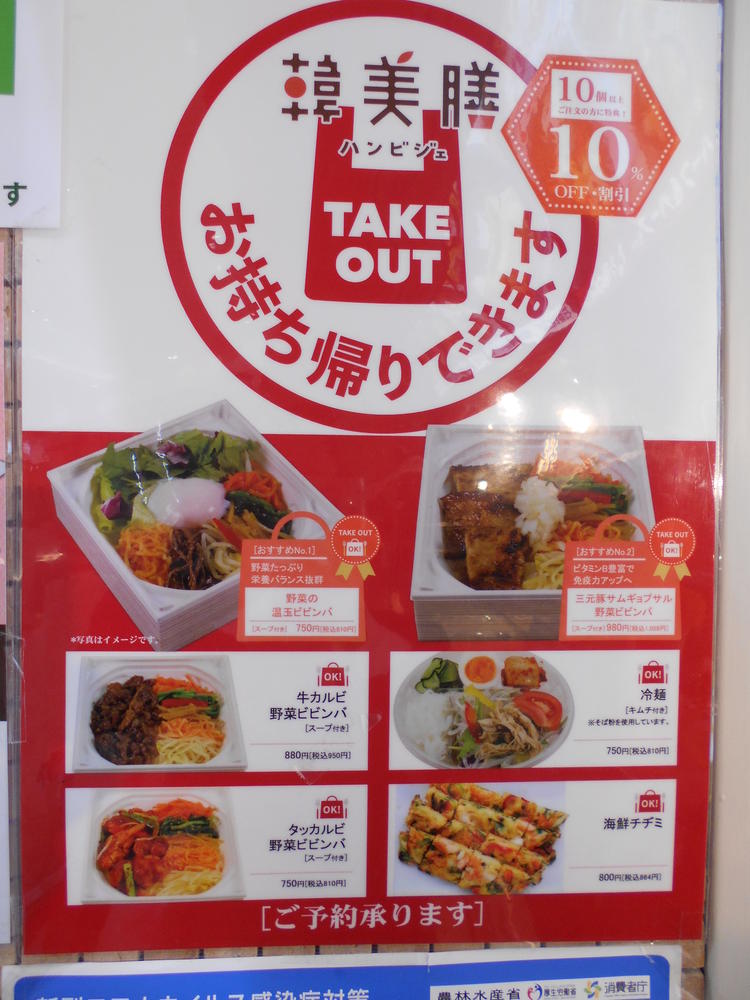 韓美膳
ハンビジェ
10個以上
ご注文の方に特典！
10%
OFF・割引
TAKE
OUT
お持ち帰りできます
す
TAKE OUT
OK!
[おすすめNo.1]
野菜たっぷり
栄養バランス抜群
野菜の
温玉ビビンバ
[スープ付き] 750円[税込810円]
TAKE OUT
OK!
[おすすめNo.2]
ビタミンB豊富で
免疫力アップへ
三元豚サムギョプサル
野菜ビビンバ
[スープ付き] 980円
*写真はイメージです。
OK!
牛カルビ
野菜ビビンバ
[スープ付き]
880円[税込950円]
OK!
冷麺
[キムチ付き]
※そば粉を使用しています。
750円[税込810円]
OK!
タッカルビ
野菜ビビンバ
[スープ付き]
750円[税込810円]
OK!
海鮮チヂミ
800円[税込864円]
[ご予約承ります]
農林水産省 厚生労働省 消費者庁